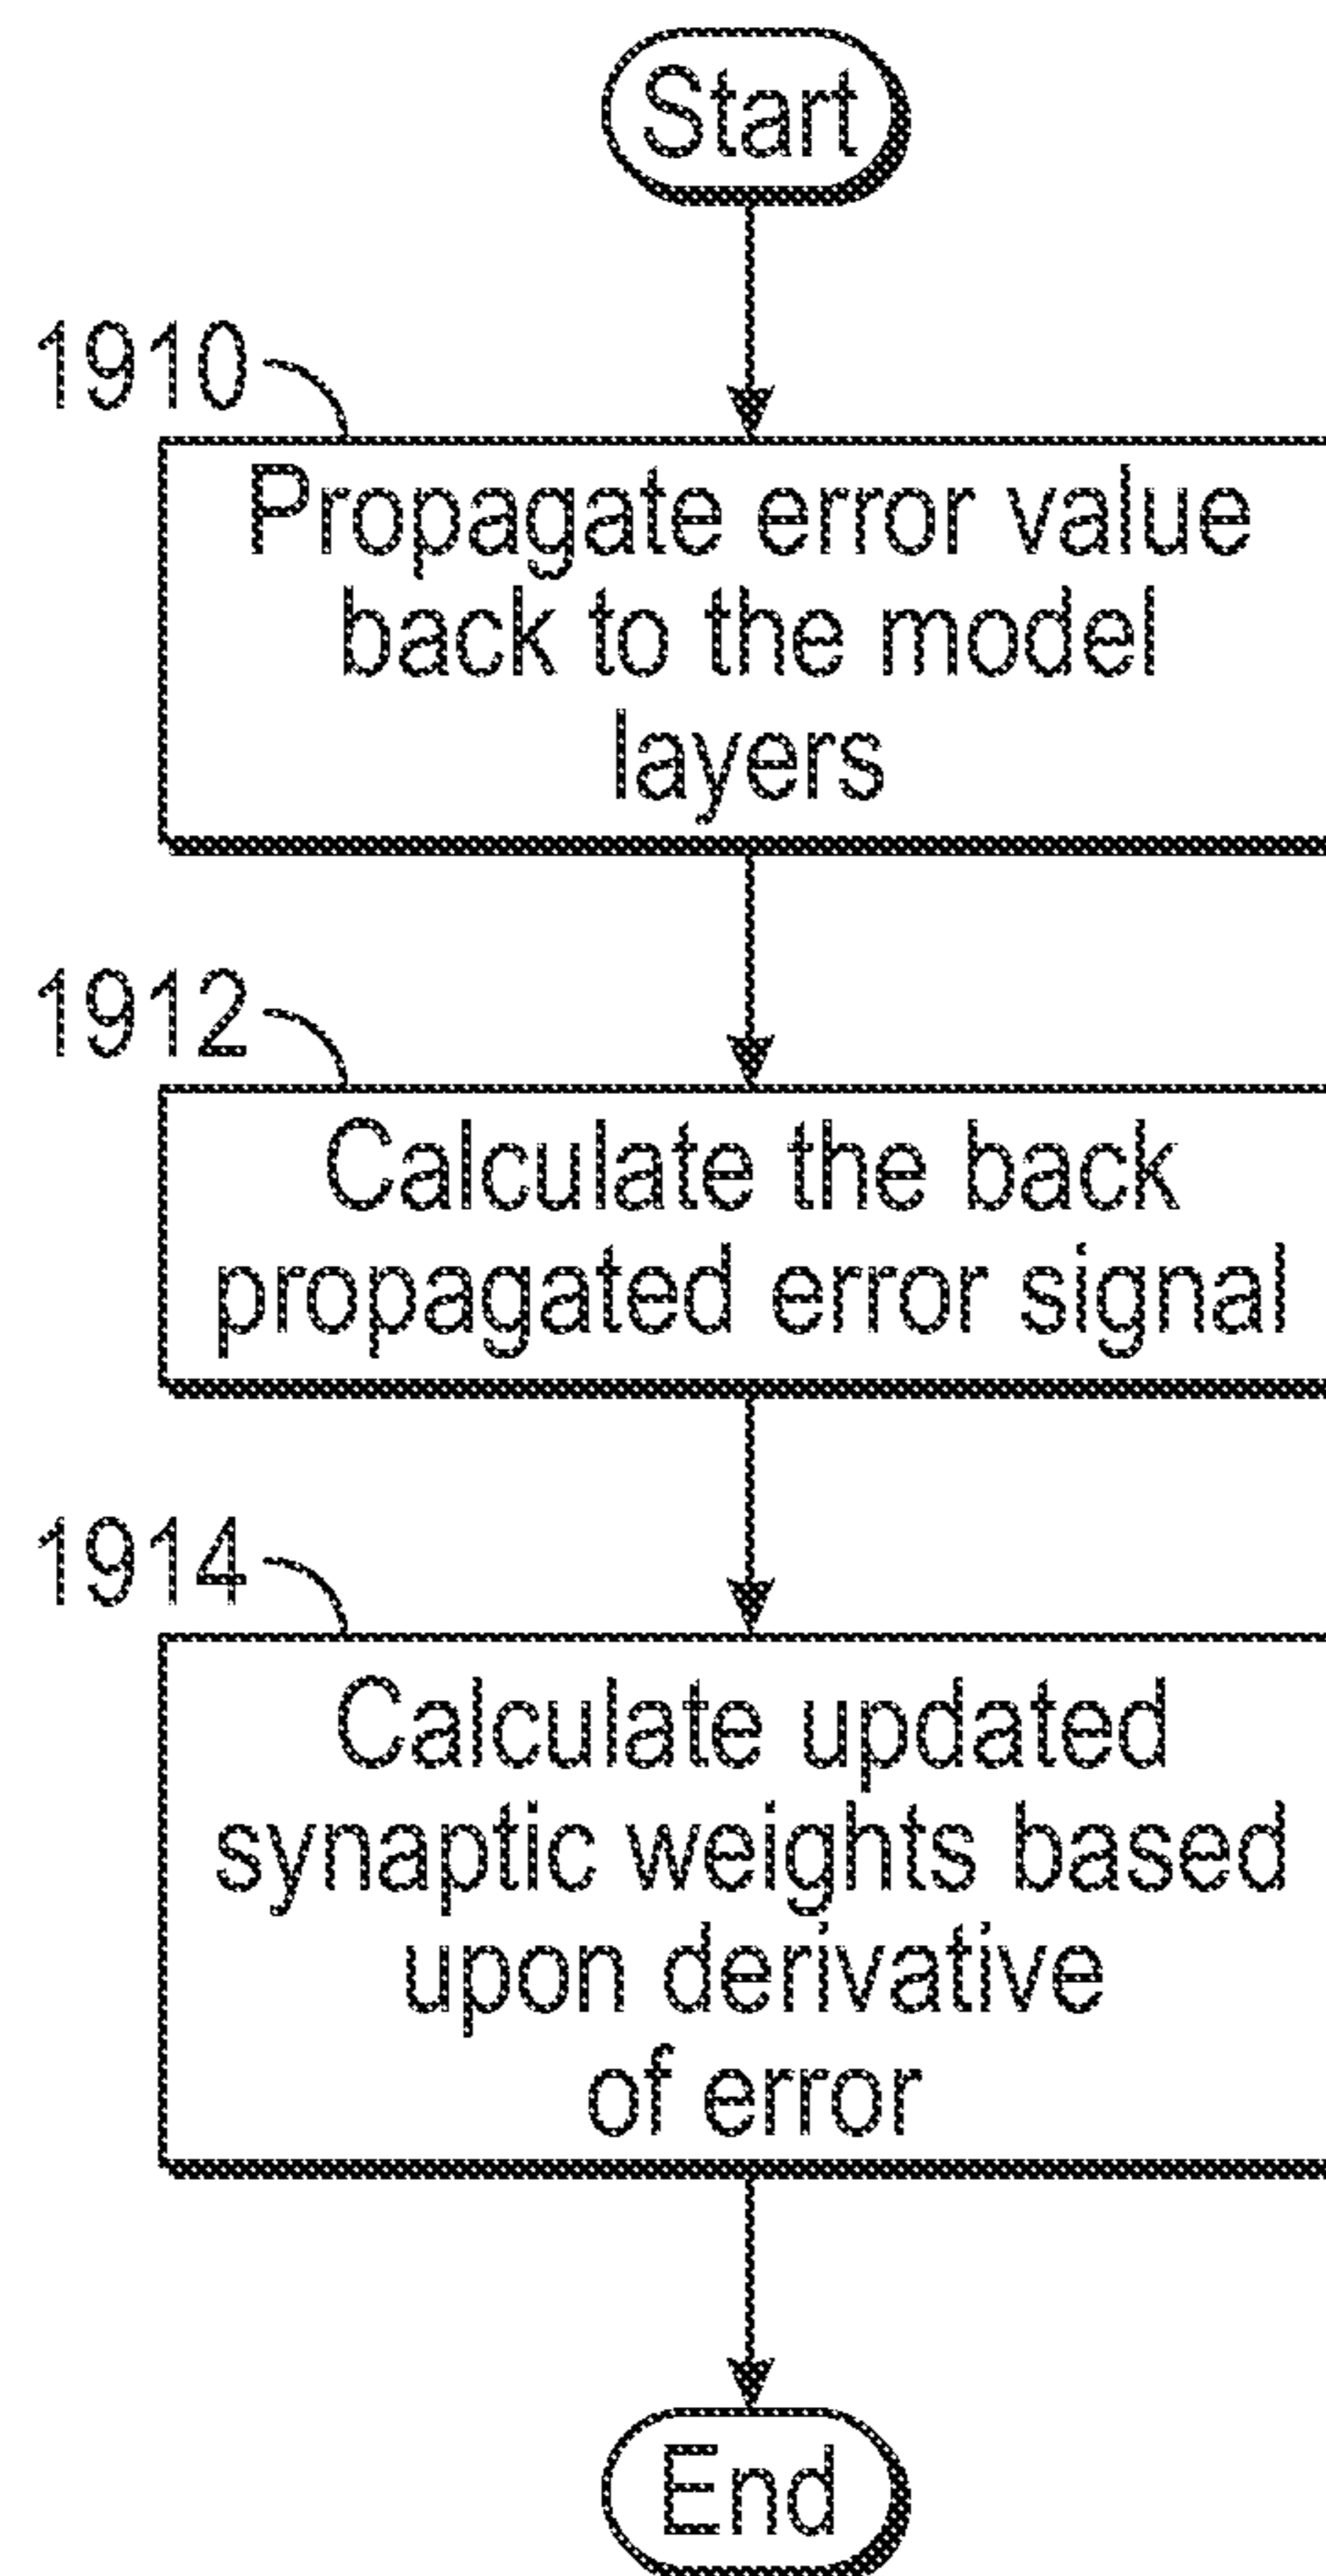 Start
1910
Propagate error value
back to the model
layers
1912
Calculate the back
propagated error signal
1914
Calculate updated
synaptic weights based
upon derivative
of error
End